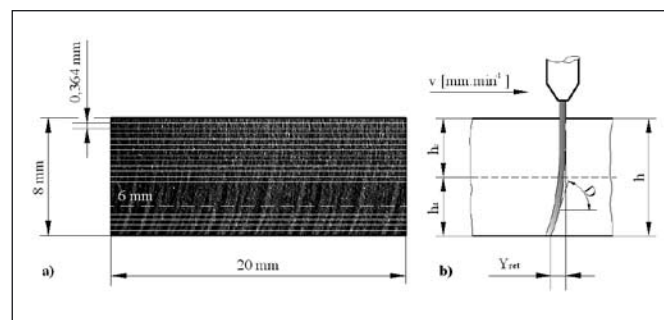 0,364 mm
8 mm
6 mm
20 mm
a)
v [mm.min⁻¹]
h
D
Yret
b)